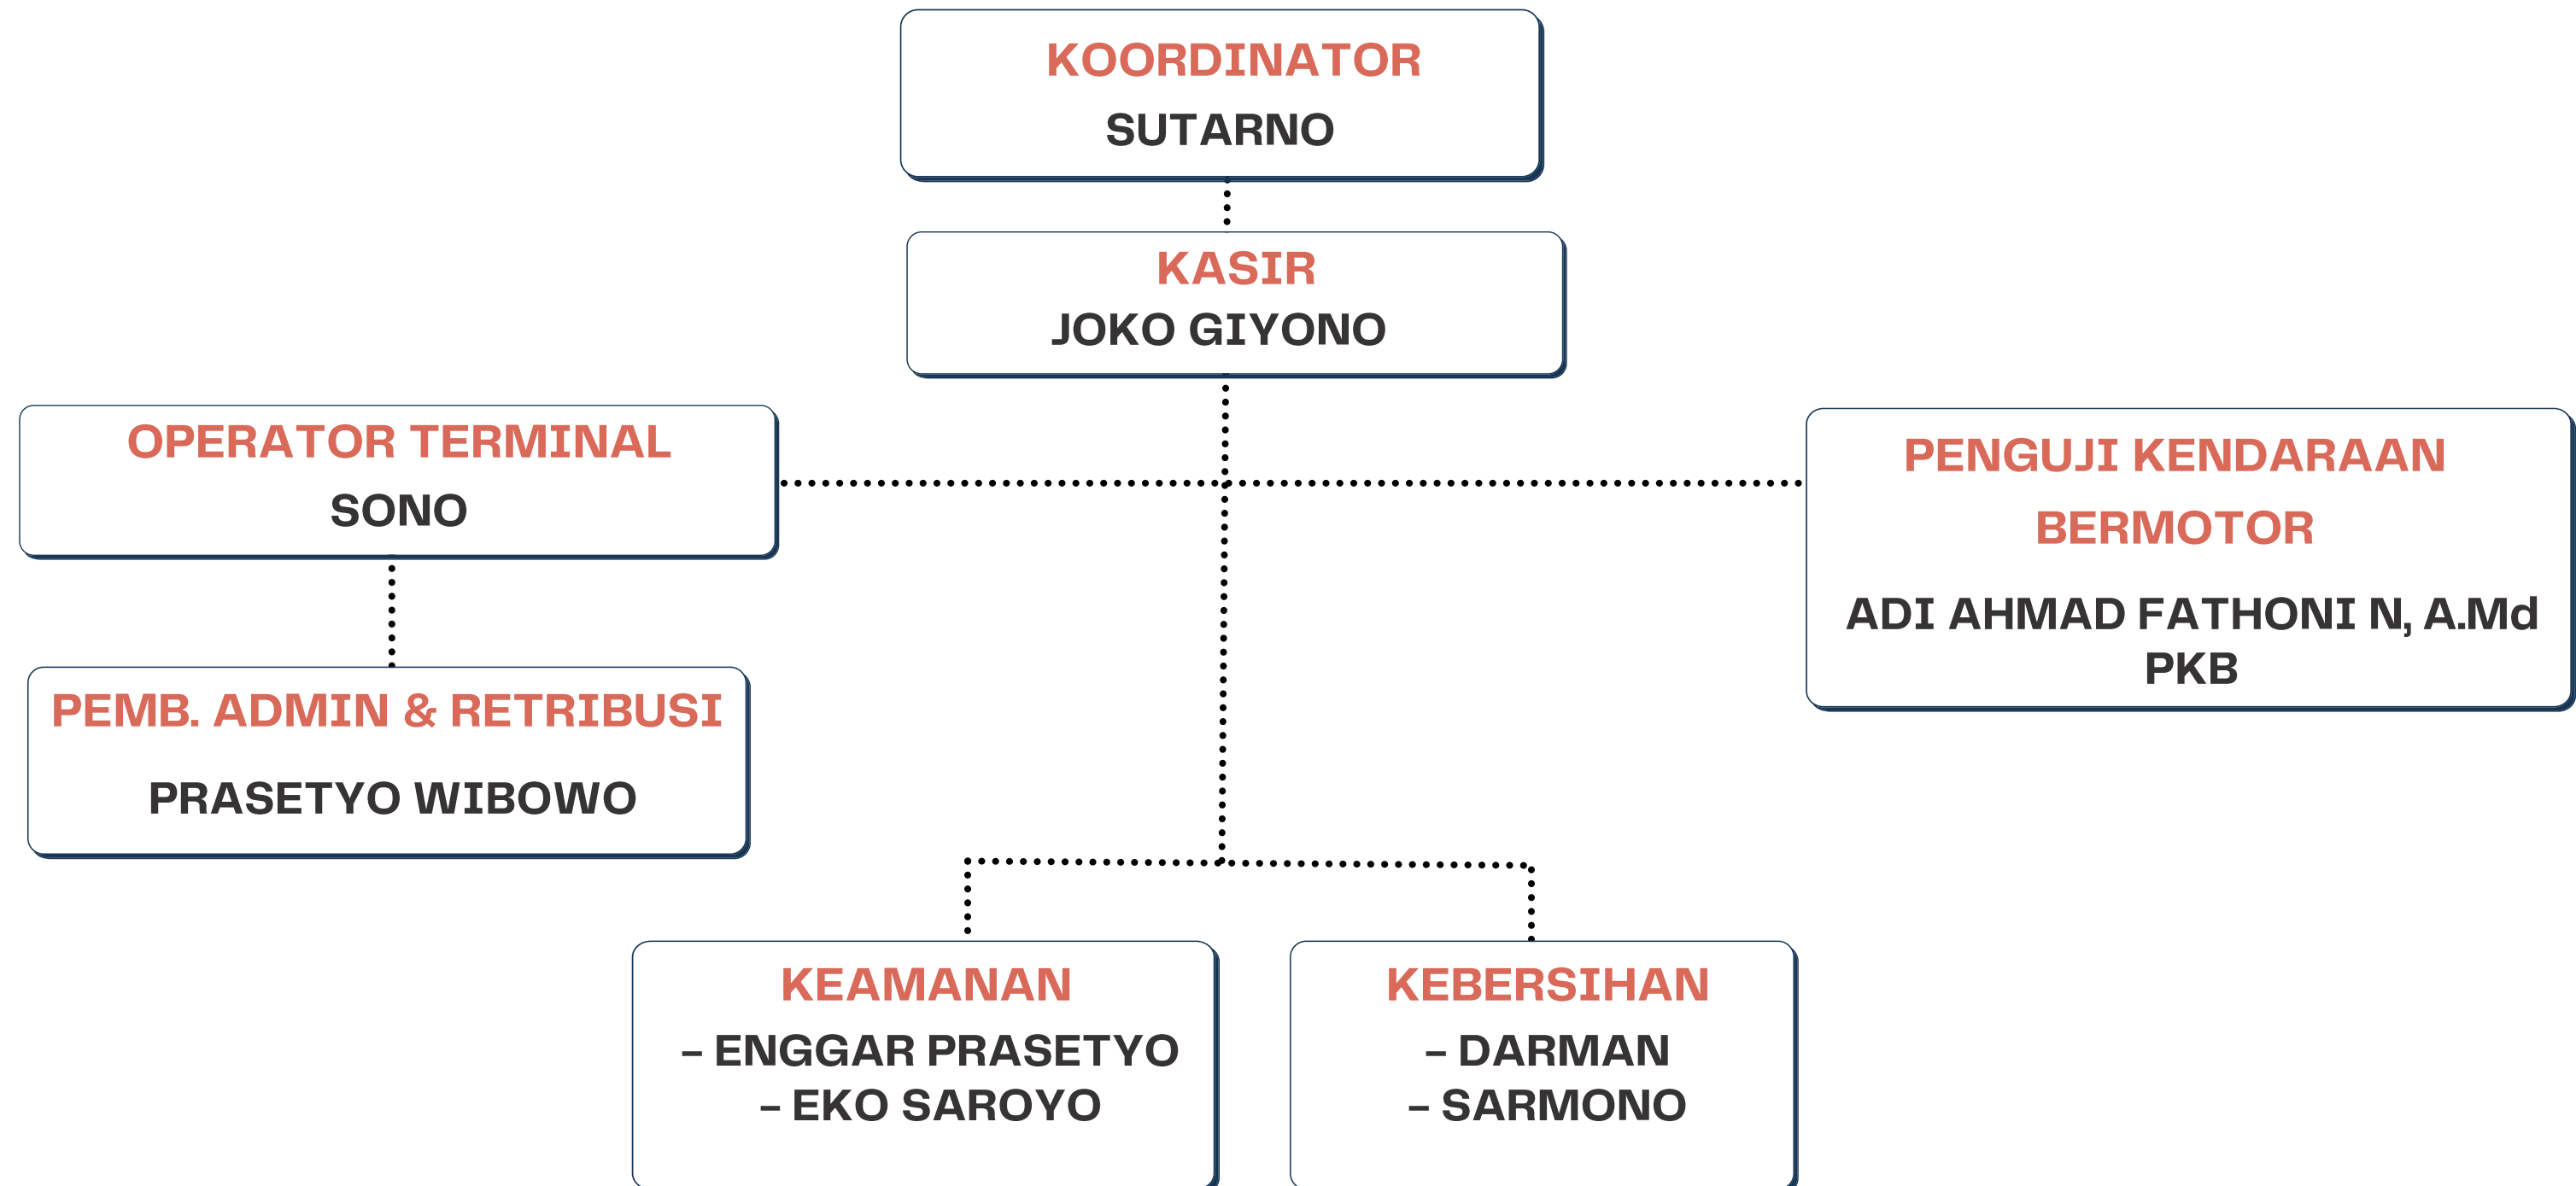 KOORDINATOR
SUTARNO
KASIR
JOKO GIYONO
OPERATOR TERMINAL
SONO
PENGUJI KENDARAAN
BERMOTOR
ADI AHMAD FATHONI N, A.Md
PKB
PEMB. ADMIN & RETRIBUSI
PRASETYO WIBOWO
KEAMANAN
– ENGGAR PRASETYO
– EKO SAROYO
KEBERSIHAN
– DARMAN
– SARMONO